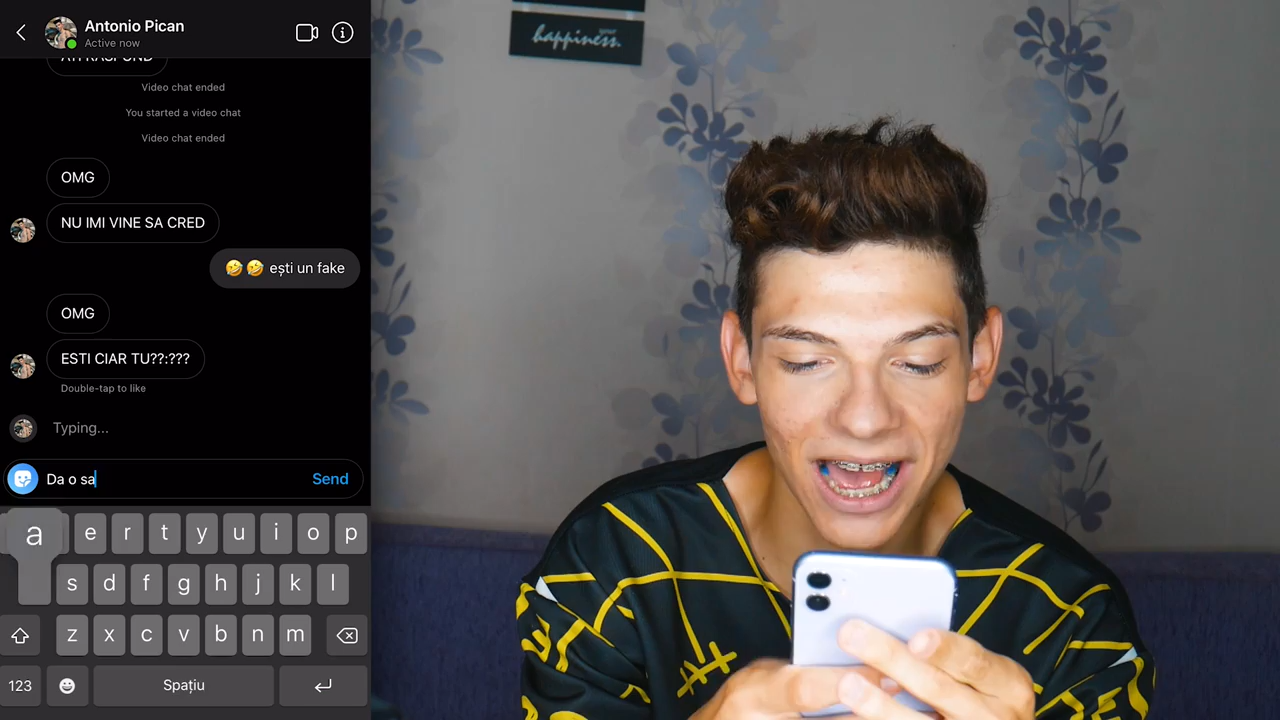 Antonio Pican
Active now
ATI RASPUND
Video chat ended
You started a video chat
Video chat ended
OMG
NU IMI VINE SA CRED
🤣🤣 ești un fake
OMG
ESTI CIAR TU??:???
Double-tap to like
Typing...
Da o sa
Send
a e r t y u i o p
s d f g h j k l
z x c v b n m
123
Spațiu
happiness